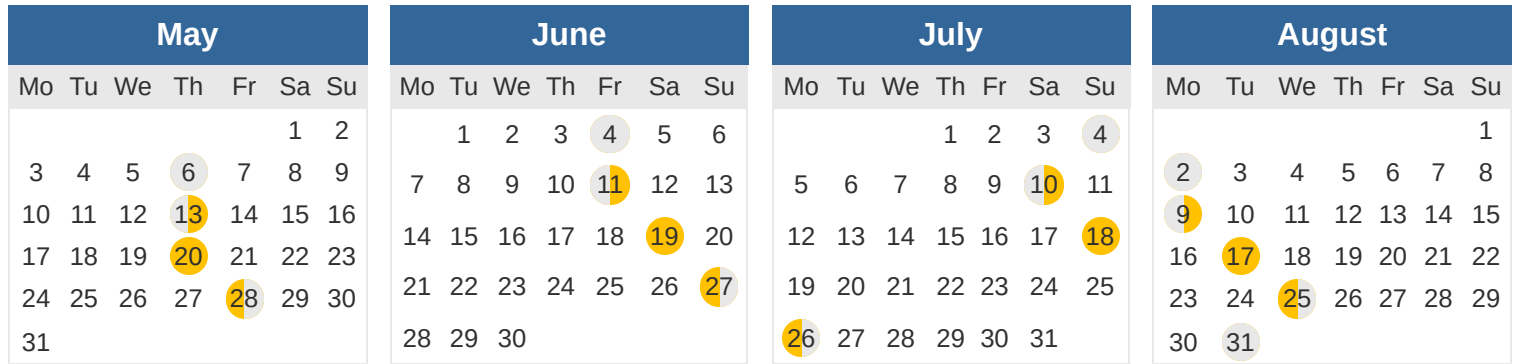 May
Mo Tu We Th Fr Sa Su
1 2
3 4 5 6 7 8 9
10 11 12 13 14 15 16
17 18 19 20 21 22 23
24 25 26 27 28 29 30
31
June
Mo Tu We Th Fr Sa Su
1 2 3 4 5 6
7 8 9 10 11 12 13
14 15 16 17 18 19 20
21 22 23 24 25 26 27
28 29 30
July
Mo Tu We Th Fr Sa Su
1 2 3 4
5 6 7 8 9 10 11
12 13 14 15 16 17 18
19 20 21 22 23 24 25
26 27 28 29 30 31
August
Mo Tu We Th Fr Sa Su
1
2 3 4 5 6 7 8
9 10 11 12 13 14 15
16 17 18 19 20 21 22
23 24 25 26 27 28 29
30 31